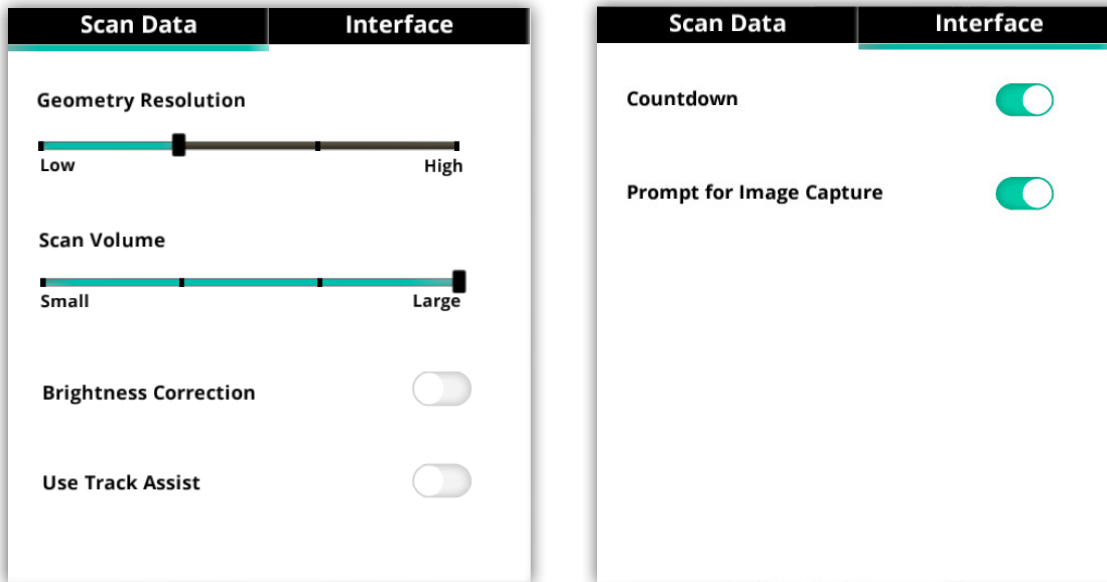 Scan Data Interface
Geometry Resolution
Low High
Scan Volume
Small Large
Brightness Correction
Use Track Assist
Scan Data Interface
Countdown
Prompt for Image Capture